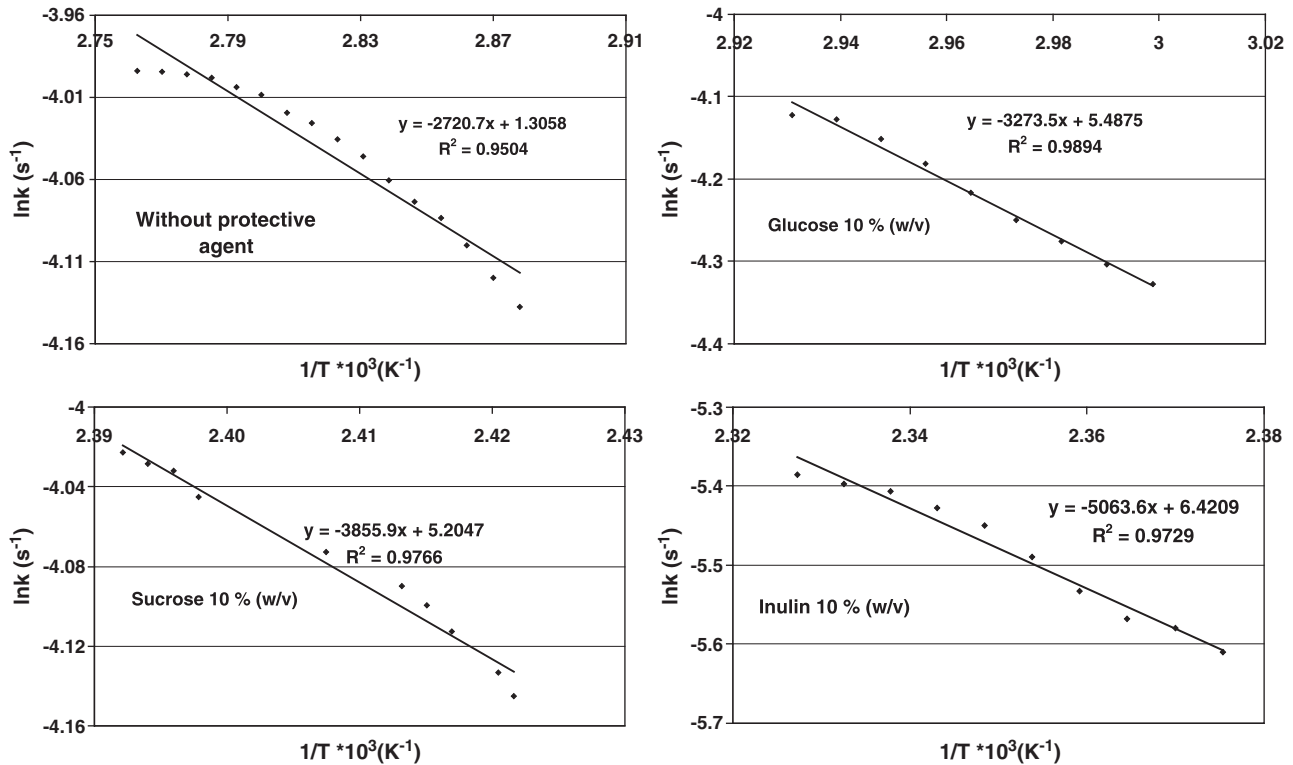 -3.96
2.75 2.79 2.83 2.87 2.91
-4.01
y = -2720.7x + 1.3058
R² = 0.9504
-4.06
lnk (s⁻¹)
Without protective
agent
-4.11
-4.16
1/T *10³(K⁻¹)
-4
2.92 2.94 2.96 2.98 3 3.02
-4.1
y = -3273.5x + 5.4875
R² = 0.9894
-4.2
lnk (s⁻¹)
Glucose 10 % (w/v)
-4.3
-4.4
1/T *10³(K⁻¹)
-4
2.39 2.40 2.41 2.42 2.43
-4.04
y = -3855.9x + 5.2047
R² = 0.9766
-4.08
lnk (s⁻¹)
Sucrose 10 % (w/v)
-4.12
-4.16
1/T *10³(K⁻¹)
-5.3
2.32 2.34 2.36 2.38
-5.4
y = -5063.6x + 6.4209
R² = 0.9729
-5.5
lnk (s⁻¹)
Inulin 10 % (w/v)
-5.6
-5.7
1/T *10³(K⁻¹)